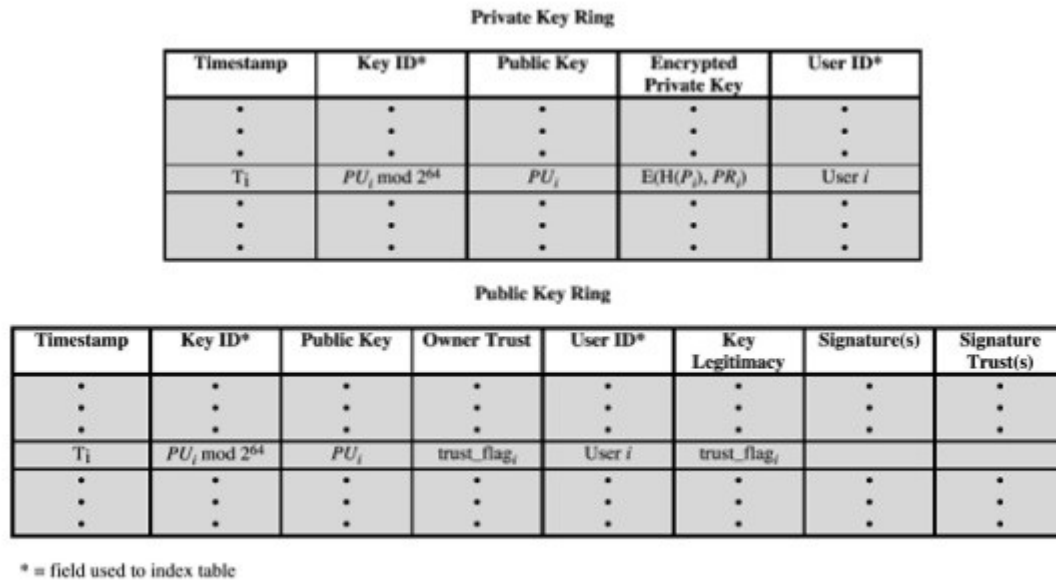 Private Key Ring
Timestamp Key ID* Public Key Encrypted Private Key User ID*
• • • • •
• • • • •
• • • • •
Ti PUi mod 2^64 PUi E(H(Pi), PRi) User i
• • • • •
• • • • •
• • • • •
Public Key Ring
Timestamp Key ID* Public Key Owner Trust User ID* Key Legitimacy Signature(s) Signature Trust(s)
• • • • • • • •
• • • • • • • •
• • • • • • • •
Ti PUi mod 2^64 PUi trust_flagi User i trust_flagi
• • • • • • • •
• • • • • • • •
• • • • • • • •
* = field used to index table